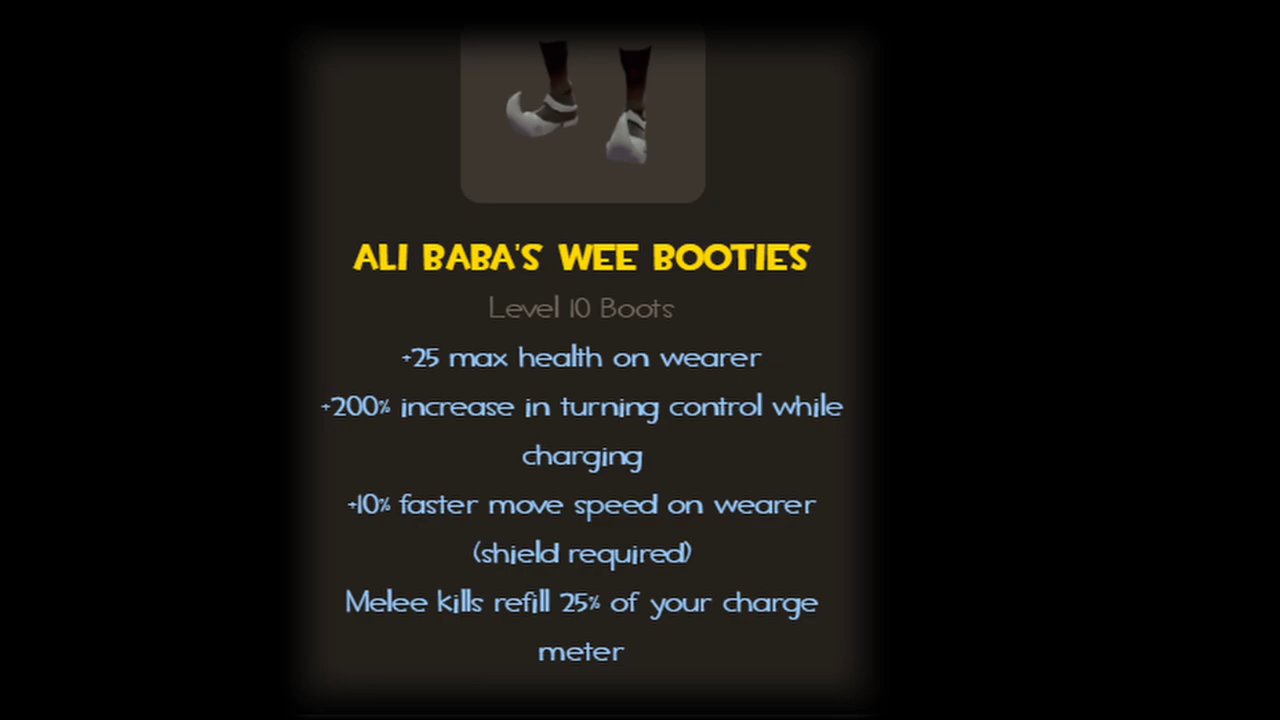 ALI BABA'S WEE BOOTIES
Level 10 Boots
+25 max health on wearer
+200% increase in turning control while
charging
+10% faster move speed on wearer
(shield required)
Melee kills refill 25% of your charge
meter